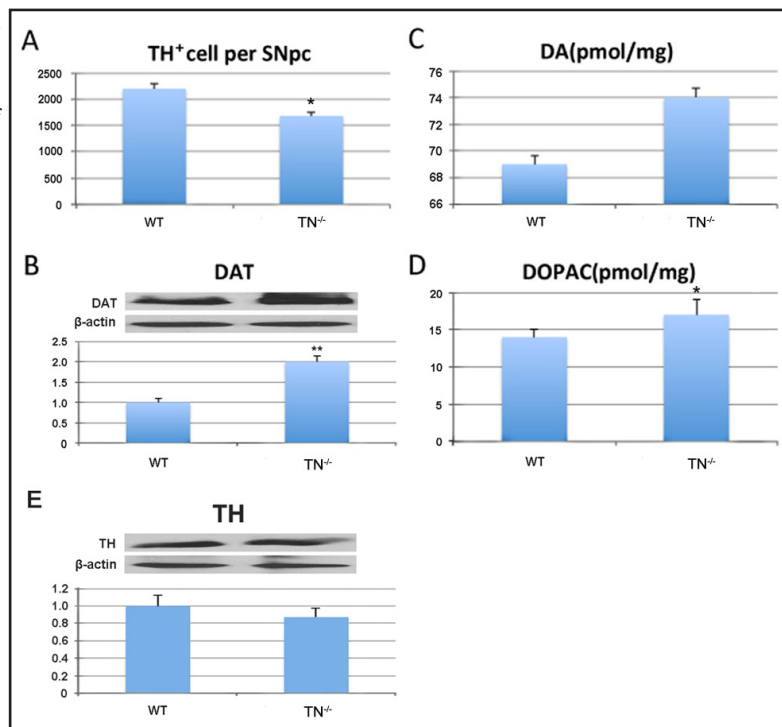 A
TH⁺cell per SNpc
2500
2000
1500
1000
500
0
*
WT
TN⁻/⁻
C
DA(pmol/mg)
76
74
72
70
68
66
WT
TN⁻/⁻
B
DAT
DAT
β-actin
2.5
2.0
1.5
1.0
0.5
0
**
WT
TN⁻/⁻
D
DOPAC(pmol/mg)
20
15
10
5
0
*
WT
TN⁻/⁻
E
TH
TH
β-actin
1.2
1.0
0.8
0.6
0.4
0.2
0
WT
TN⁻/⁻